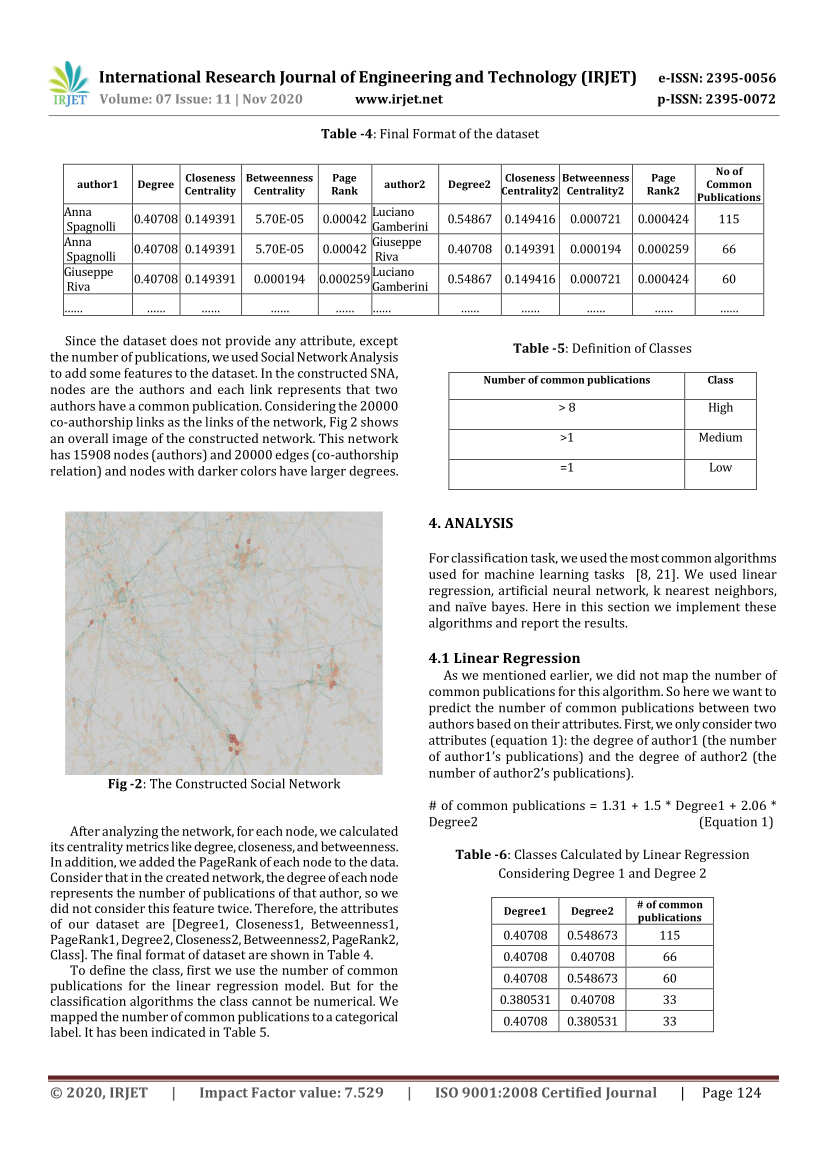 International Research Journal of Engineering and Technology (IRJET) e-ISSN: 2395-0056
IRJET Volume: 07 Issue: 11 | Nov 2020 www.irjet.net p-ISSN: 2395-0072
Table -4: Final Format of the dataset
author1 Degree Closeness Centrality Betweenness Centrality Page Rank author2 Degree2 Closeness Centrality2 Betweenness Centrality2 Page Rank2 No of Common Publications
Anna Spagnolli 0.40708 0.149391 5.70E-05 0.00042 Luciano Gamberini 0.54867 0.149416 0.000721 0.000424 115
Anna Spagnolli 0.40708 0.149391 5.70E-05 0.00042 Giuseppe Riva 0.40708 0.149391 0.000194 0.000259 66
Giuseppe Riva 0.40708 0.149391 0.000194 0.000259 Luciano Gamberini 0.54867 0.149416 0.000721 0.000424 60
...... ...... ...... ...... ...... ...... ...... ...... ...... ...... ......
Since the dataset does not provide any attribute, except
the number of publications, we used Social Network Analysis
to add some features to the dataset. In the constructed SNA,
nodes are the authors and each link represents that two
authors have a common publication. Considering the 20000
co-authorship links as the links of the network, Fig 2 shows
an overall image of the constructed network. This network
has 15908 nodes (authors) and 20000 edges (co-authorship
relation) and nodes with darker colors have larger degrees.
Fig -2: The Constructed Social Network
After analyzing the network, for each node, we calculated
its centrality metrics like degree, closeness, and betweenness.
In addition, we added the PageRank of each node to the data.
Consider that in the created network, the degree of each node
represents the number of publications of that author, so we
did not consider this feature twice. Therefore, the attributes
of our dataset are [Degree1, Closeness1, Betweenness1,
PageRank1, Degree2, Closeness2, Betweenness2, PageRank2,
Class]. The final format of dataset are shown in Table 4.
To define the class, first we use the number of common
publications for the linear regression model. But for the
classification algorithms the class cannot be numerical. We
mapped the number of common publications to a categorical
label. It has been indicated in Table 5.
Table -5: Definition of Classes
Number of common publications Class
> 8 High
>1 Medium
=1 Low
4. ANALYSIS
For classification task, we used the most common algorithms
used for machine learning tasks [8, 21]. We used linear
regression, artificial neural network, k nearest neighbors,
and naïve bayes. Here in this section we implement these
algorithms and report the results.
4.1 Linear Regression
As we mentioned earlier, we did not map the number of
common publications for this algorithm. So here we want to
predict the number of common publications between two
authors based on their attributes. First, we only consider two
attributes (equation 1): the degree of author1 (the number
of author1's publications) and the degree of author2 (the
number of author2's publications).
# of common publications = 1.31 + 1.5 * Degree1 + 2.06 *
Degree2 (Equation 1)
Table -6: Classes Calculated by Linear Regression
Considering Degree 1 and Degree 2
Degree1 Degree2 # of common publications
0.40708 0.548673 115
0.40708 0.40708 66
0.40708 0.548673 60
0.380531 0.40708 33
0.40708 0.380531 33
© 2020, IRJET | Impact Factor value: 7.529 | ISO 9001:2008 Certified Journal | Page 124